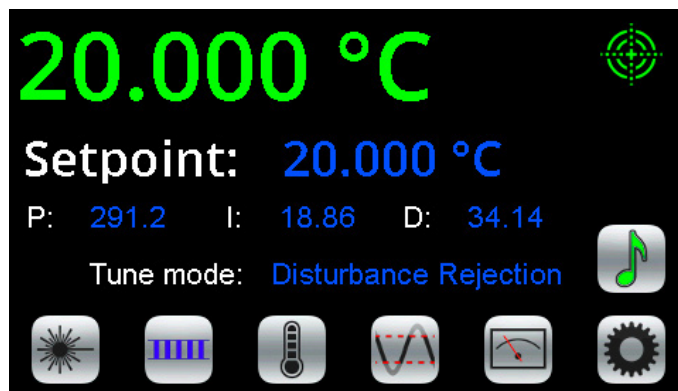 20.000 °C
Setpoint: 20.000 °C
P: 291.2 I: 18.86 D: 34.14
Tune mode: Disturbance Rejection